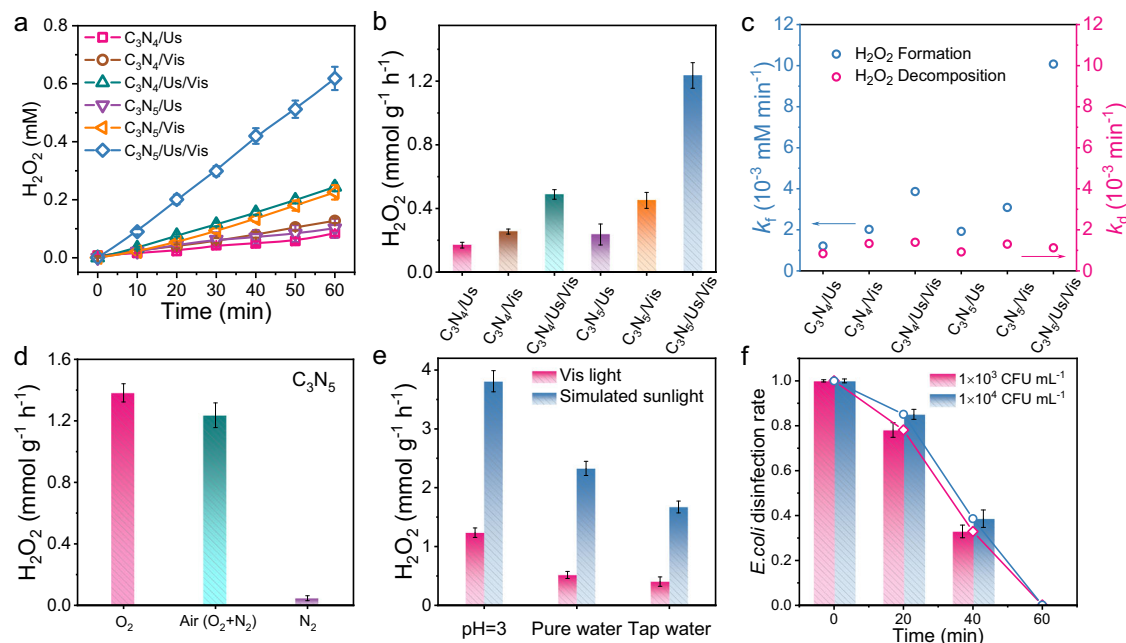 a
H₂O₂ (mM)
0.8
0.6
0.4
0.2
0.0
C₃N₄/Us
C₃N₄/Vis
C₃N₄/Us/Vis
C₃N₅/Us
C₃N₅/Vis
C₃N₅/Us/Vis
0 10 20 30 40 50 60
Time (min)
b
H₂O₂ (mmol g⁻¹ h⁻¹)
1.2
0.8
0.4
0.0
C₃N₄/Us
C₃N₄/Vis
C₃N₄/Us/Vis
C₃N₅/Us
C₃N₅/Vis
C₃N₅/Us/Vis
c
kf (10⁻³ mM min⁻¹)
12
10
8
6
4
2
0
H₂O₂ Formation
H₂O₂ Decomposition
12
10
8
6
4
2
0
kd (10⁻³ min⁻¹)
C₃N₄/Us
C₃N₄/Vis
C₃N₄/Us/Vis
C₃N₅/Us
C₃N₅/Vis
C₃N₅/Us/Vis
d
H₂O₂ (mmol g⁻¹ h⁻¹)
1.6
1.4
1.2
0.9
0.6
0.3
0.0
C₃N₅
O₂ Air (O₂+N₂) N₂
e
H₂O₂ (mmol g⁻¹ h⁻¹)
4
3
2
1
0
Vis light
Simulated sunlight
pH=3 Pure water Tap water
f
E.coli disinfection rate
1.0
0.8
0.6
0.4
0.2
0.0
1×10³ CFU mL⁻¹
1×10⁴ CFU mL⁻¹
0 20 40 60
Time (min)